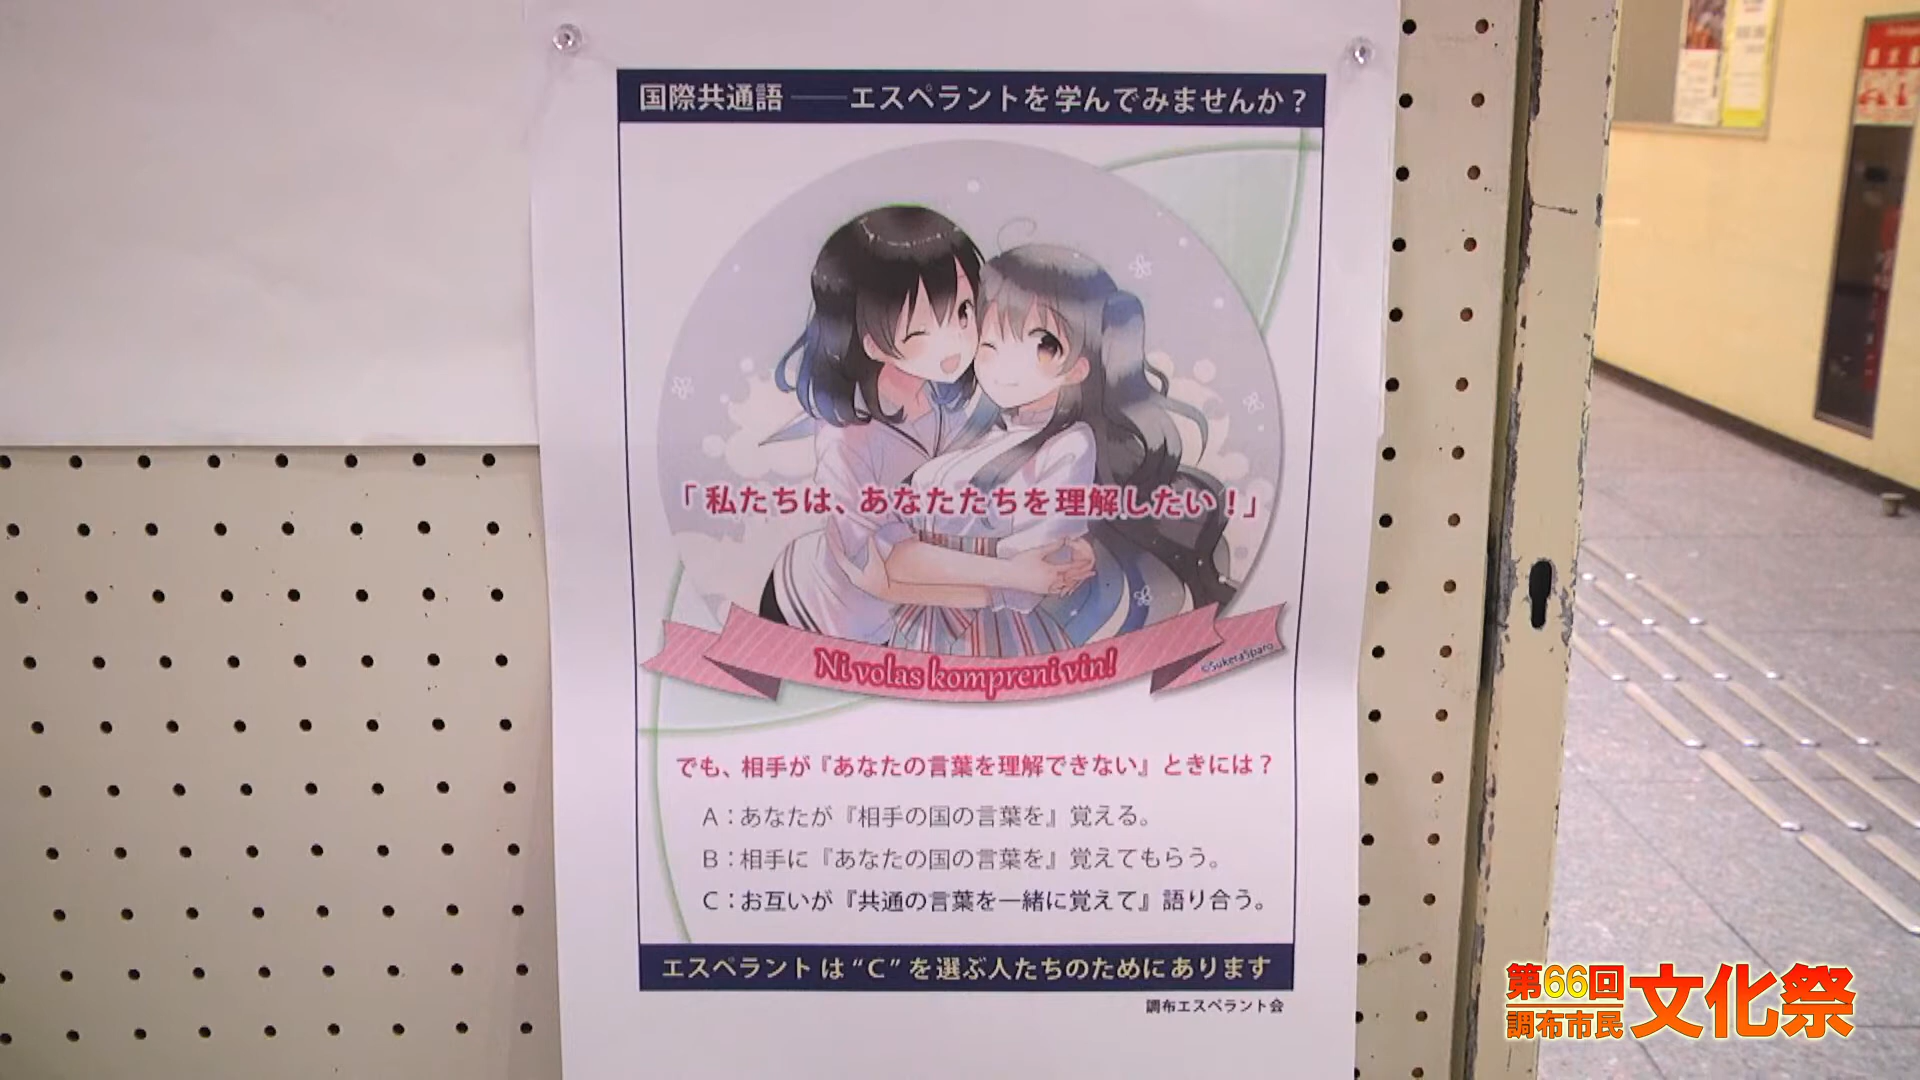 国際共通語――エスペラントを学んでみませんか？
「私たちは、あなたたちを理解したい！」
Ni volas kompreni vin!
©SukeraSparo
でも、相手が『あなたの言葉を理解できない』ときには？
A：あなたが『相手の国の言葉を』覚える。
B：相手に『あなたの国の言葉を』覚えてもらう。
C：お互いが『共通の言葉を一緒に覚えて』語り合う。
エスペラントは“C”を選ぶ人たちのためにあります
調布エスペラント会
第66回
調布市民
文化祭